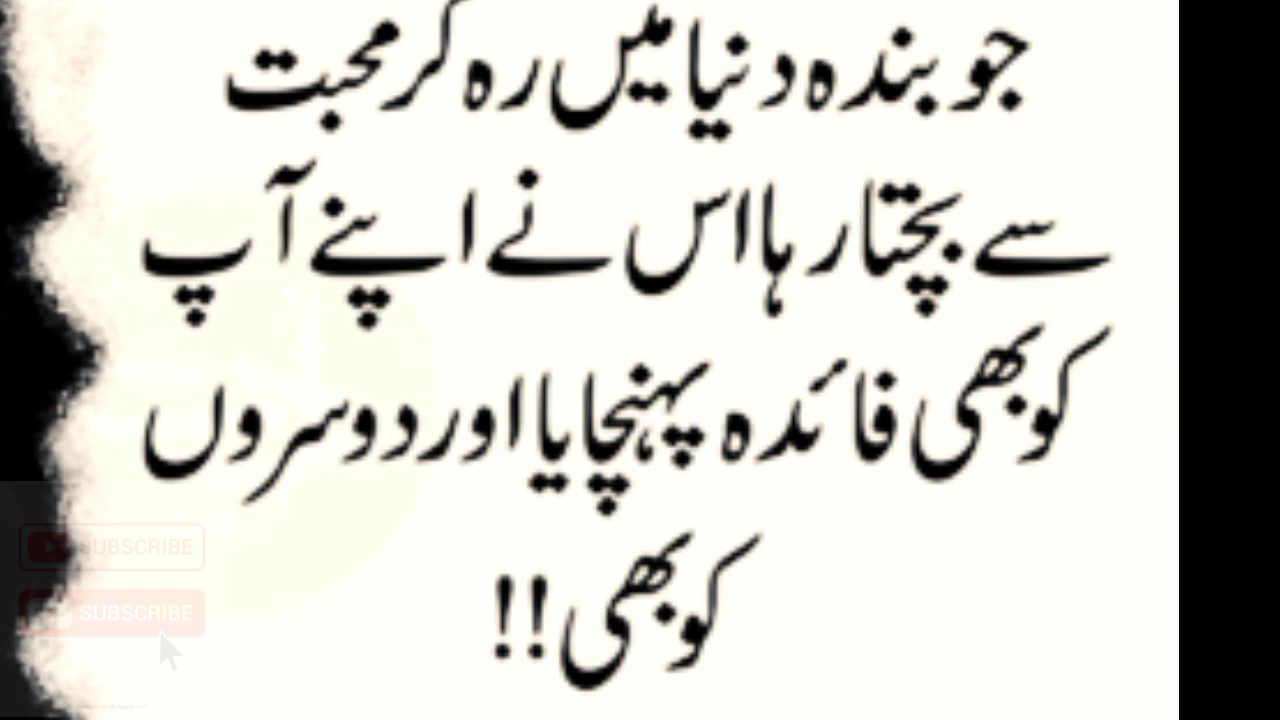 جو بندہ دنیا میں رہ کر محبت
سے بچتا رہا اس نے اپنے آپ
کو بھی فائدہ پہنچایا اور دوسروں
کو بھی!!
SUBSCRIBE
SUBSCRIBE